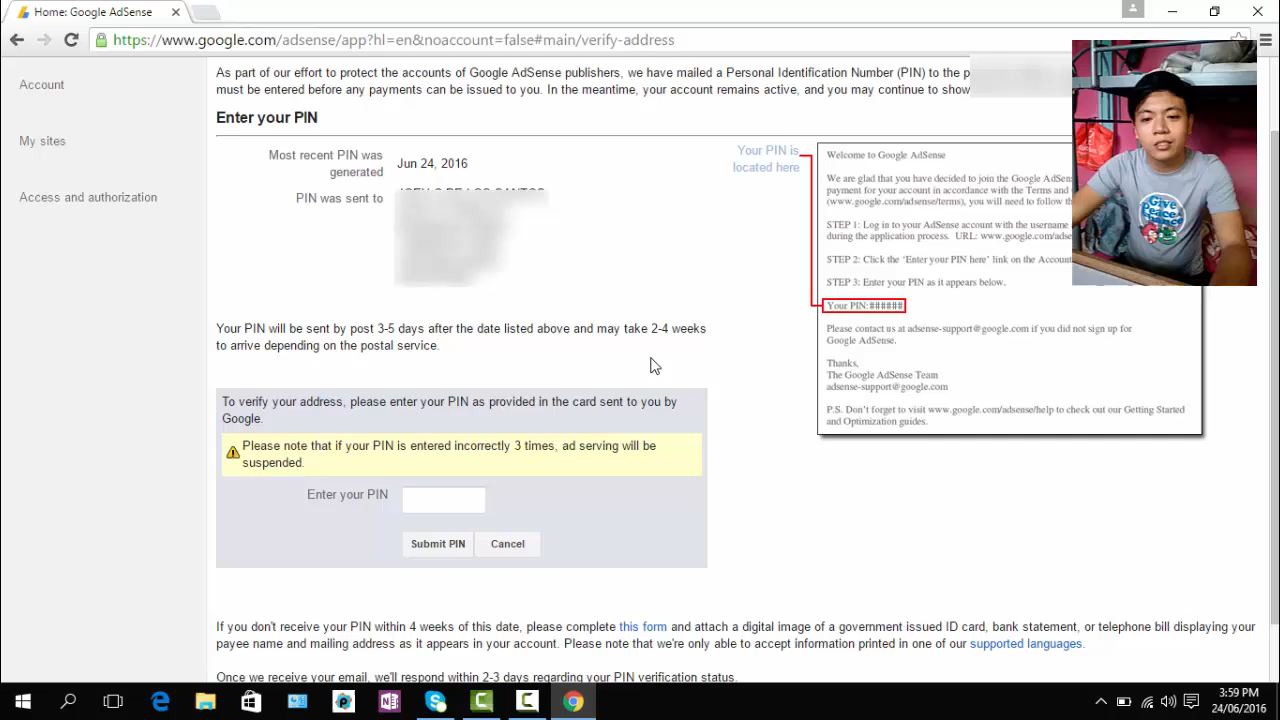 Home: Google AdSense
https://www.google.com/adsense/app?hl=en&noaccount=false#main/verify-address
Account
My sites
Access and authorization
As part of our effort to protect the accounts of Google AdSense publishers, we have mailed a Personal Identification Number (PIN) to the
must be entered before any payments can be issued to you. In the meantime, your account remains active, and you may continue to show
Enter your PIN
Most recent PIN was
generated
Jun 24, 2016
PIN was sent to
Your PIN will be sent by post 3-5 days after the date listed above and may take 2-4 weeks
to arrive depending on the postal service.
To verify your address, please enter your PIN as provided in the card sent to you by
Google.
Please note that if your PIN is entered incorrectly 3 times, ad serving will be
suspended.
Enter your PIN
Submit PIN
Cancel
Your PIN is
located here
Welcome to Google AdSense
We are glad that you have decided to join the Google AdSense
payment for your account in accordance with the Terms and
(www.google.com/adsense/terms), you will need to follow the
STEP 1: Log in to your AdSense account with the username
during the application process. URL: www.google.com/adse
STEP 2: Click the 'Enter your PIN here' link on the Account
STEP 3: Enter your PIN as it appears below.
Your PIN:######
Please contact us at adsense-support@google.com if you did not sign up for
Google AdSense.
Thanks,
The Google AdSense Team
adsense-support@google.com
P.S. Don't forget to visit www.google.com/adsense/help to check out our Getting Started
and Optimization guides.
Give
Peace
If you don't receive your PIN within 4 weeks of this date, please complete this form and attach a digital image of a government issued ID card, bank statement, or telephone bill displaying your
payee name and mailing address as it appears in your account. Please note that we're only able to accept information printed in one of our supported languages.
Once we receive your email, we'll respond within 2-3 days regarding your PIN verification status.
3:59 PM
24/06/2016